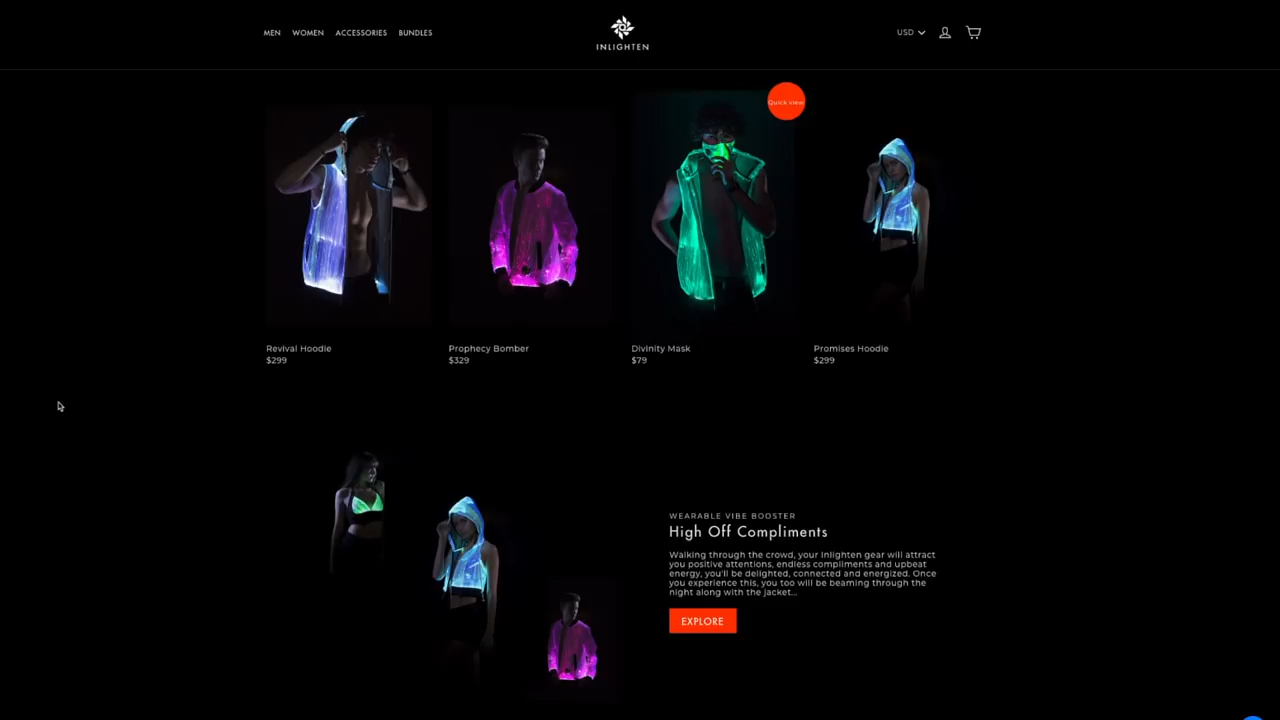 MEN WOMEN ACCESSORIES BUNDLES
INLIGHTEN
USD
Quick view
Revival Hoodie
$299
Prophecy Bomber
$329
Divinity Mask
$79
Promises Hoodie
$299
WEARABLE VIBE BOOSTER
High Off Compliments
Walking through the crowd, your Inlighten gear will attract
you positive attentions, endless compliments and upbeat
energy, you'll be delighted, connected and energized. Once
you experience this, you too will be beaming through the
night along with the jacket...
EXPLORE